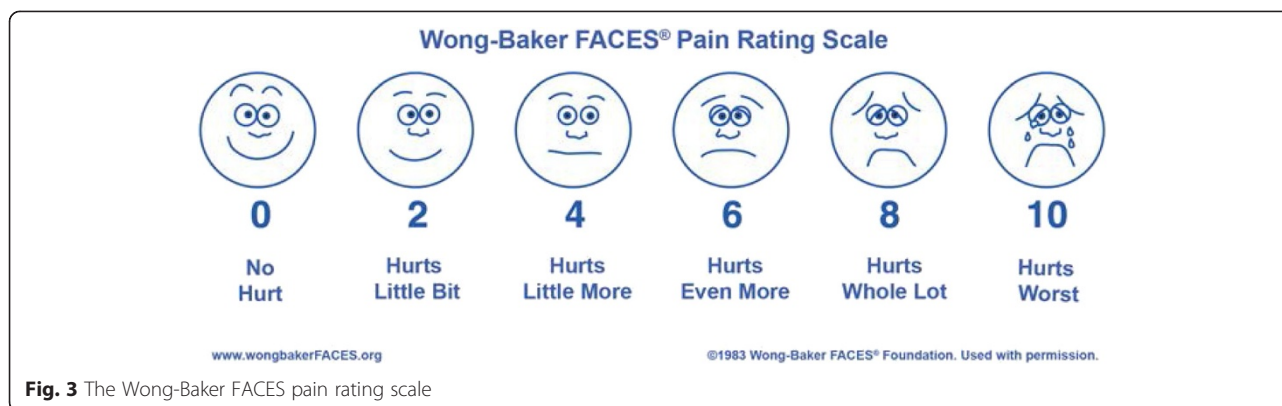 Wong-Baker FACES® Pain Rating Scale
0 2 4 6 8 10
No Hurts Hurts Hurts Hurts Hurts
Hurt Little Bit Little More Even More Whole Lot Worst
www.wongbakerFACES.org ©1983 Wong-Baker FACES® Foundation. Used with permission.
Fig. 3 The Wong-Baker FACES pain rating scale